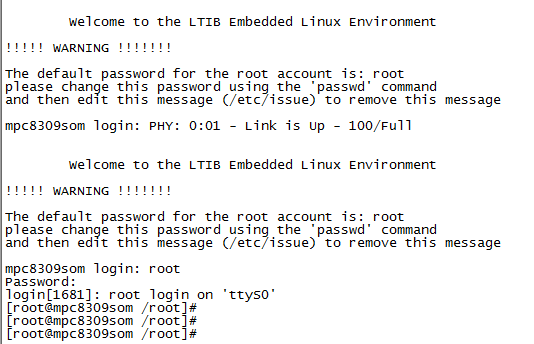 Welcome to the LTIB Embedded Linux Environment
!!!!! WARNING !!!!!!!
The default password for the root account is: root
please change this password using the 'passwd' command
and then edit this message (/etc/issue) to remove this message
mpc8309som login: PHY: 0:01 - Link is Up - 100/Full
Welcome to the LTIB Embedded Linux Environment
!!!!! WARNING !!!!!!!
The default password for the root account is: root
please change this password using the 'passwd' command
and then edit this message (/etc/issue) to remove this message
mpc8309som login: root
Password:
login[1681]: root login on 'ttyS0'
[root@mpc8309som /root]#
[root@mpc8309som /root]#
[root@mpc8309som /root]#